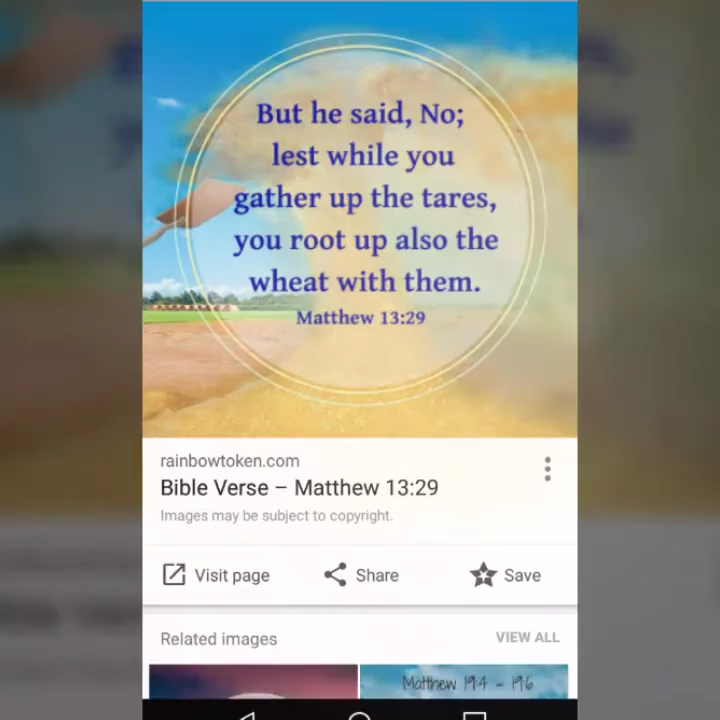 But he said, No;
lest while you
gather up the tares,
you root up also the
wheat with them.
Matthew 13:29
rainbowtoken.com
Bible Verse – Matthew 13:29
Images may be subject to copyright.
Visit page
Share
Save
Related images
VIEW ALL
Matthew 19:4 - 19:6